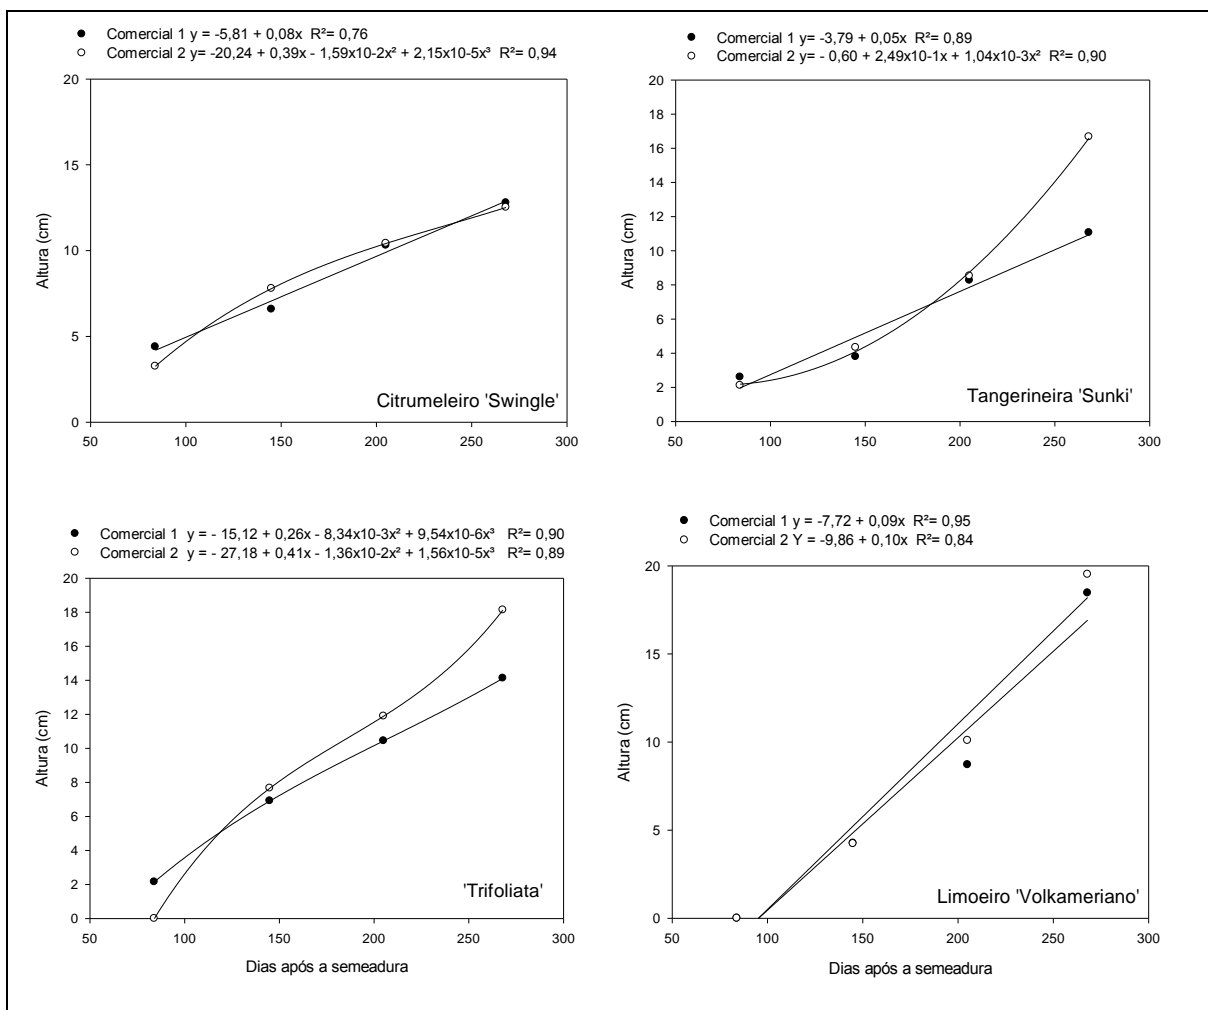 Comercial 1 y = -5,81 + 0,08x R²= 0,76
Comercial 2 y= -20,24 + 0,39x - 1,59x10-2x² + 2,15x10-5x³ R²= 0,94
20
15
10
5
0
Altura (cm)
Citrumeleiro 'Swingle'
50 100 150 200 250 300
Comercial 1 y= -3,79 + 0,05x R²= 0,89
Comercial 2 y= - 0,60 + 2,49x10-1x + 1,04x10-3x² R²= 0,90
20
18
16
14
12
10
8
6
4
2
0
Altura (cm)
Tangerineira 'Sunki'
50 100 150 200 250 300
Comercial 1 y = - 15,12 + 0,26x - 8,34x10-3x² + 9,54x10-6x³ R²= 0,90
Comercial 2 y = - 27,18 + 0,41x - 1,36x10-2x² + 1,56x10-5x³ R²= 0,89
20
18
16
14
12
10
8
6
4
2
0
Altura (cm)
'Trifoliata'
50 100 150 200 250 300
Dias após a semeadura
Comercial 1 y = -7,72 + 0,09x R²= 0,95
Comercial 2 Y = -9,86 + 0,10x R²= 0,84
20
15
10
5
0
Altura (cm)
Limoeiro 'Volkameriano'
50 100 150 200 250 300
Dias após a semeadura